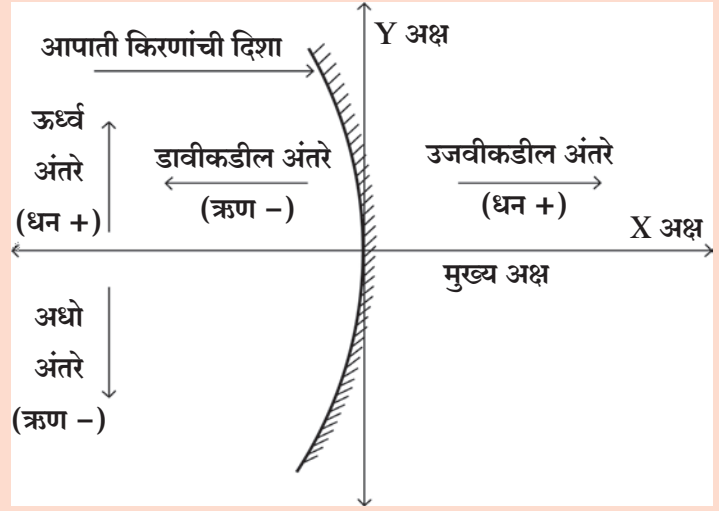 आपाती किरणांची दिशा
Y अक्ष
ऊर्ध्व
अंतरे
(धन +)
डावीकडील अंतरे
(ऋण −)
उजवीकडील अंतरे
(धन +)
X अक्ष
मुख्य अक्ष
अधो
अंतरे
(ऋण −)